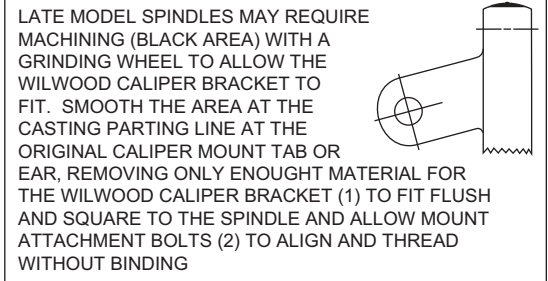 LATE MODEL SPINDLES MAY REQUIRE
MACHINING (BLACK AREA) WITH A
GRINDING WHEEL TO ALLOW THE
WILWOOD CALIPER BRACKET TO
FIT.  SMOOTH THE AREA AT THE
CASTING PARTING LINE AT THE
ORIGINAL CALIPER MOUNT TAB OR
EAR, REMOVING ONLY ENOUGHT MATERIAL FOR
THE WILWOOD CALIPER BRACKET (1) TO FIT FLUSH
AND SQUARE TO THE SPINDLE AND ALLOW MOUNT
ATTACHMENT BOLTS (2) TO ALIGN AND THREAD
WITHOUT BINDING